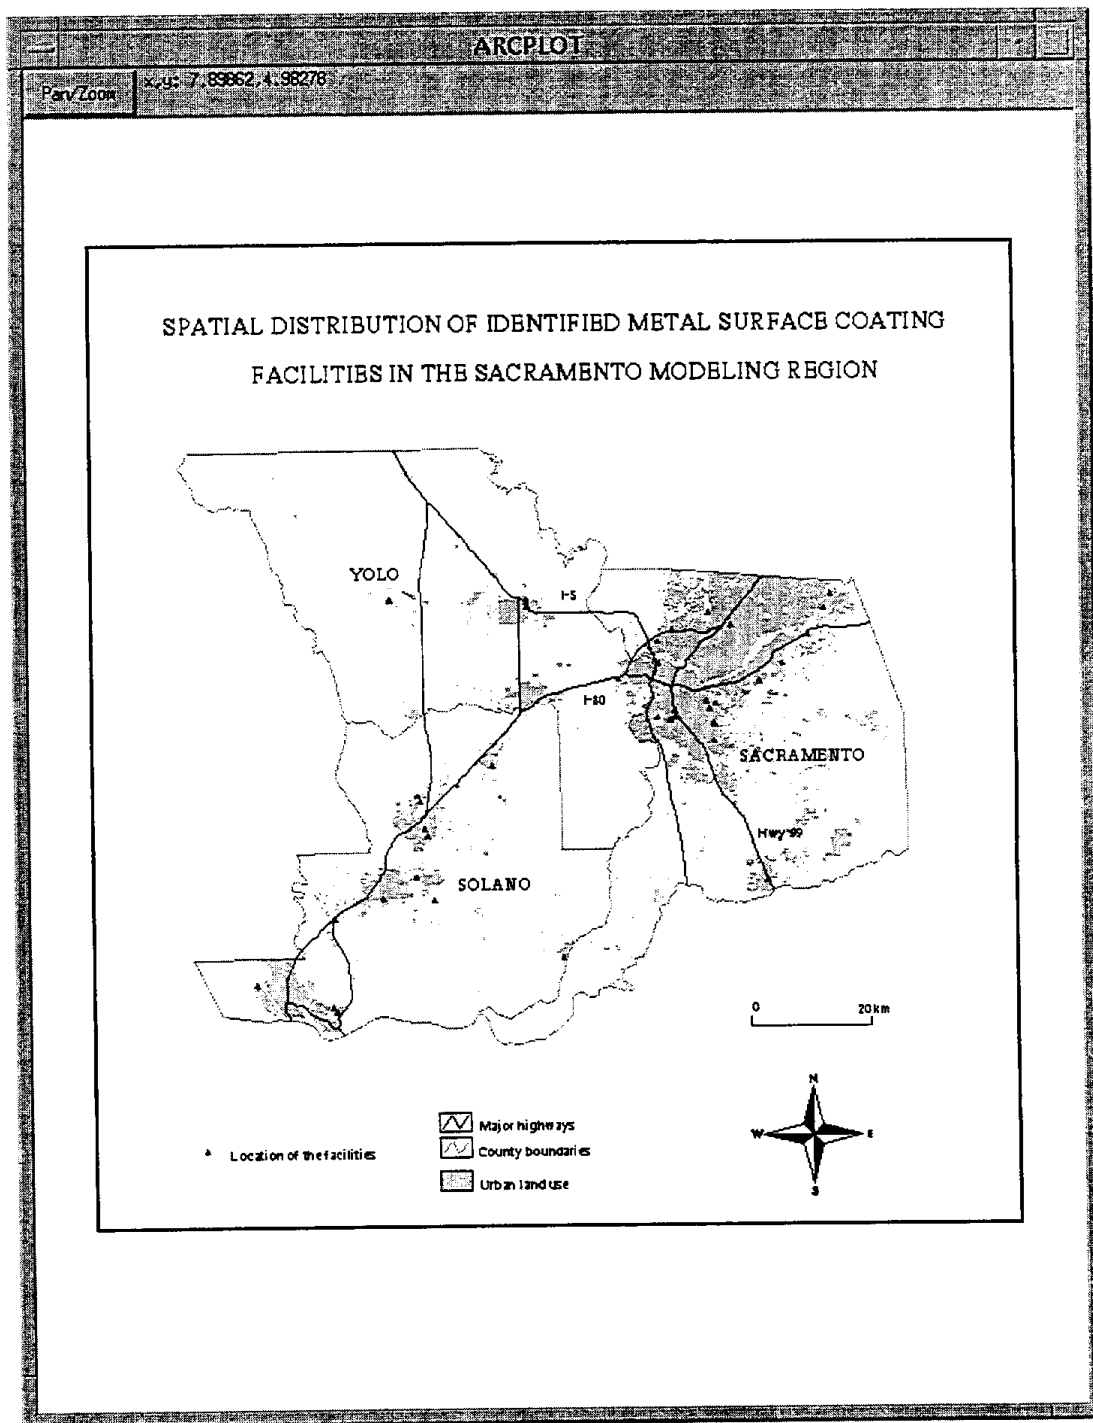 ARCPLOT
Pan/Zoom
x,y: 7.89862,4.98278
SPATIAL DISTRIBUTION OF IDENTIFIED METAL SURFACE COATING
FACILITIES IN THE SACRAMENTO MODELING REGION
YOLO
I-5
I-80
SACRAMENTO
Hwy-99
SOLANO
0 20 km
N
W E
S
Major highways
Location of the facilities
County boundaries
Urban land use